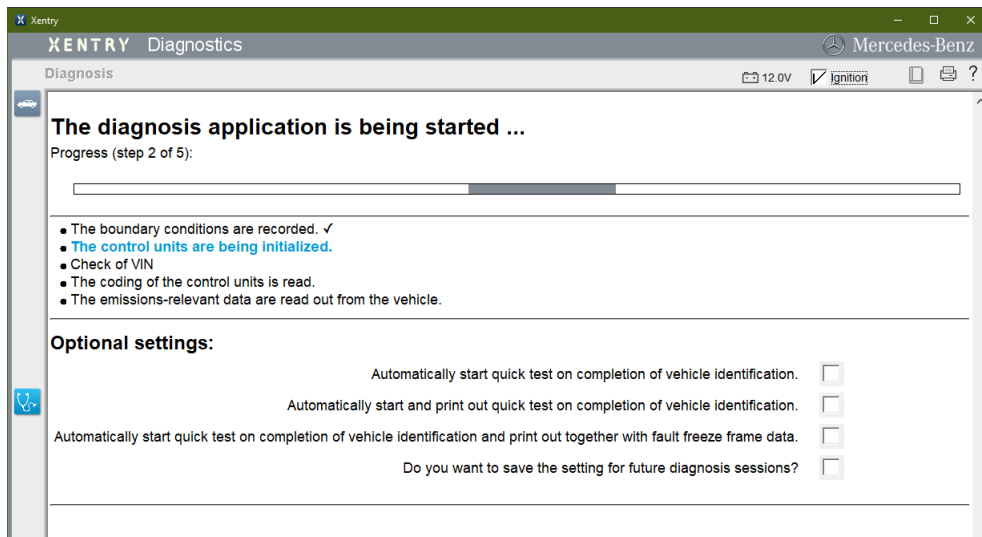 Xentry
XENTRY Diagnostics
Mercedes-Benz
Diagnosis
12.0V
Ignition
?
The diagnosis application is being started ...
Progress (step 2 of 5):
The boundary conditions are recorded. ✓
The control units are being initialized.
Check of VIN
The coding of the control units is read.
The emissions-relevant data are read out from the vehicle.
Optional settings:
Automatically start quick test on completion of vehicle identification.
Automatically start and print out quick test on completion of vehicle identification.
Automatically start quick test on completion of vehicle identification and print out together with fault freeze frame data.
Do you want to save the setting for future diagnosis sessions?